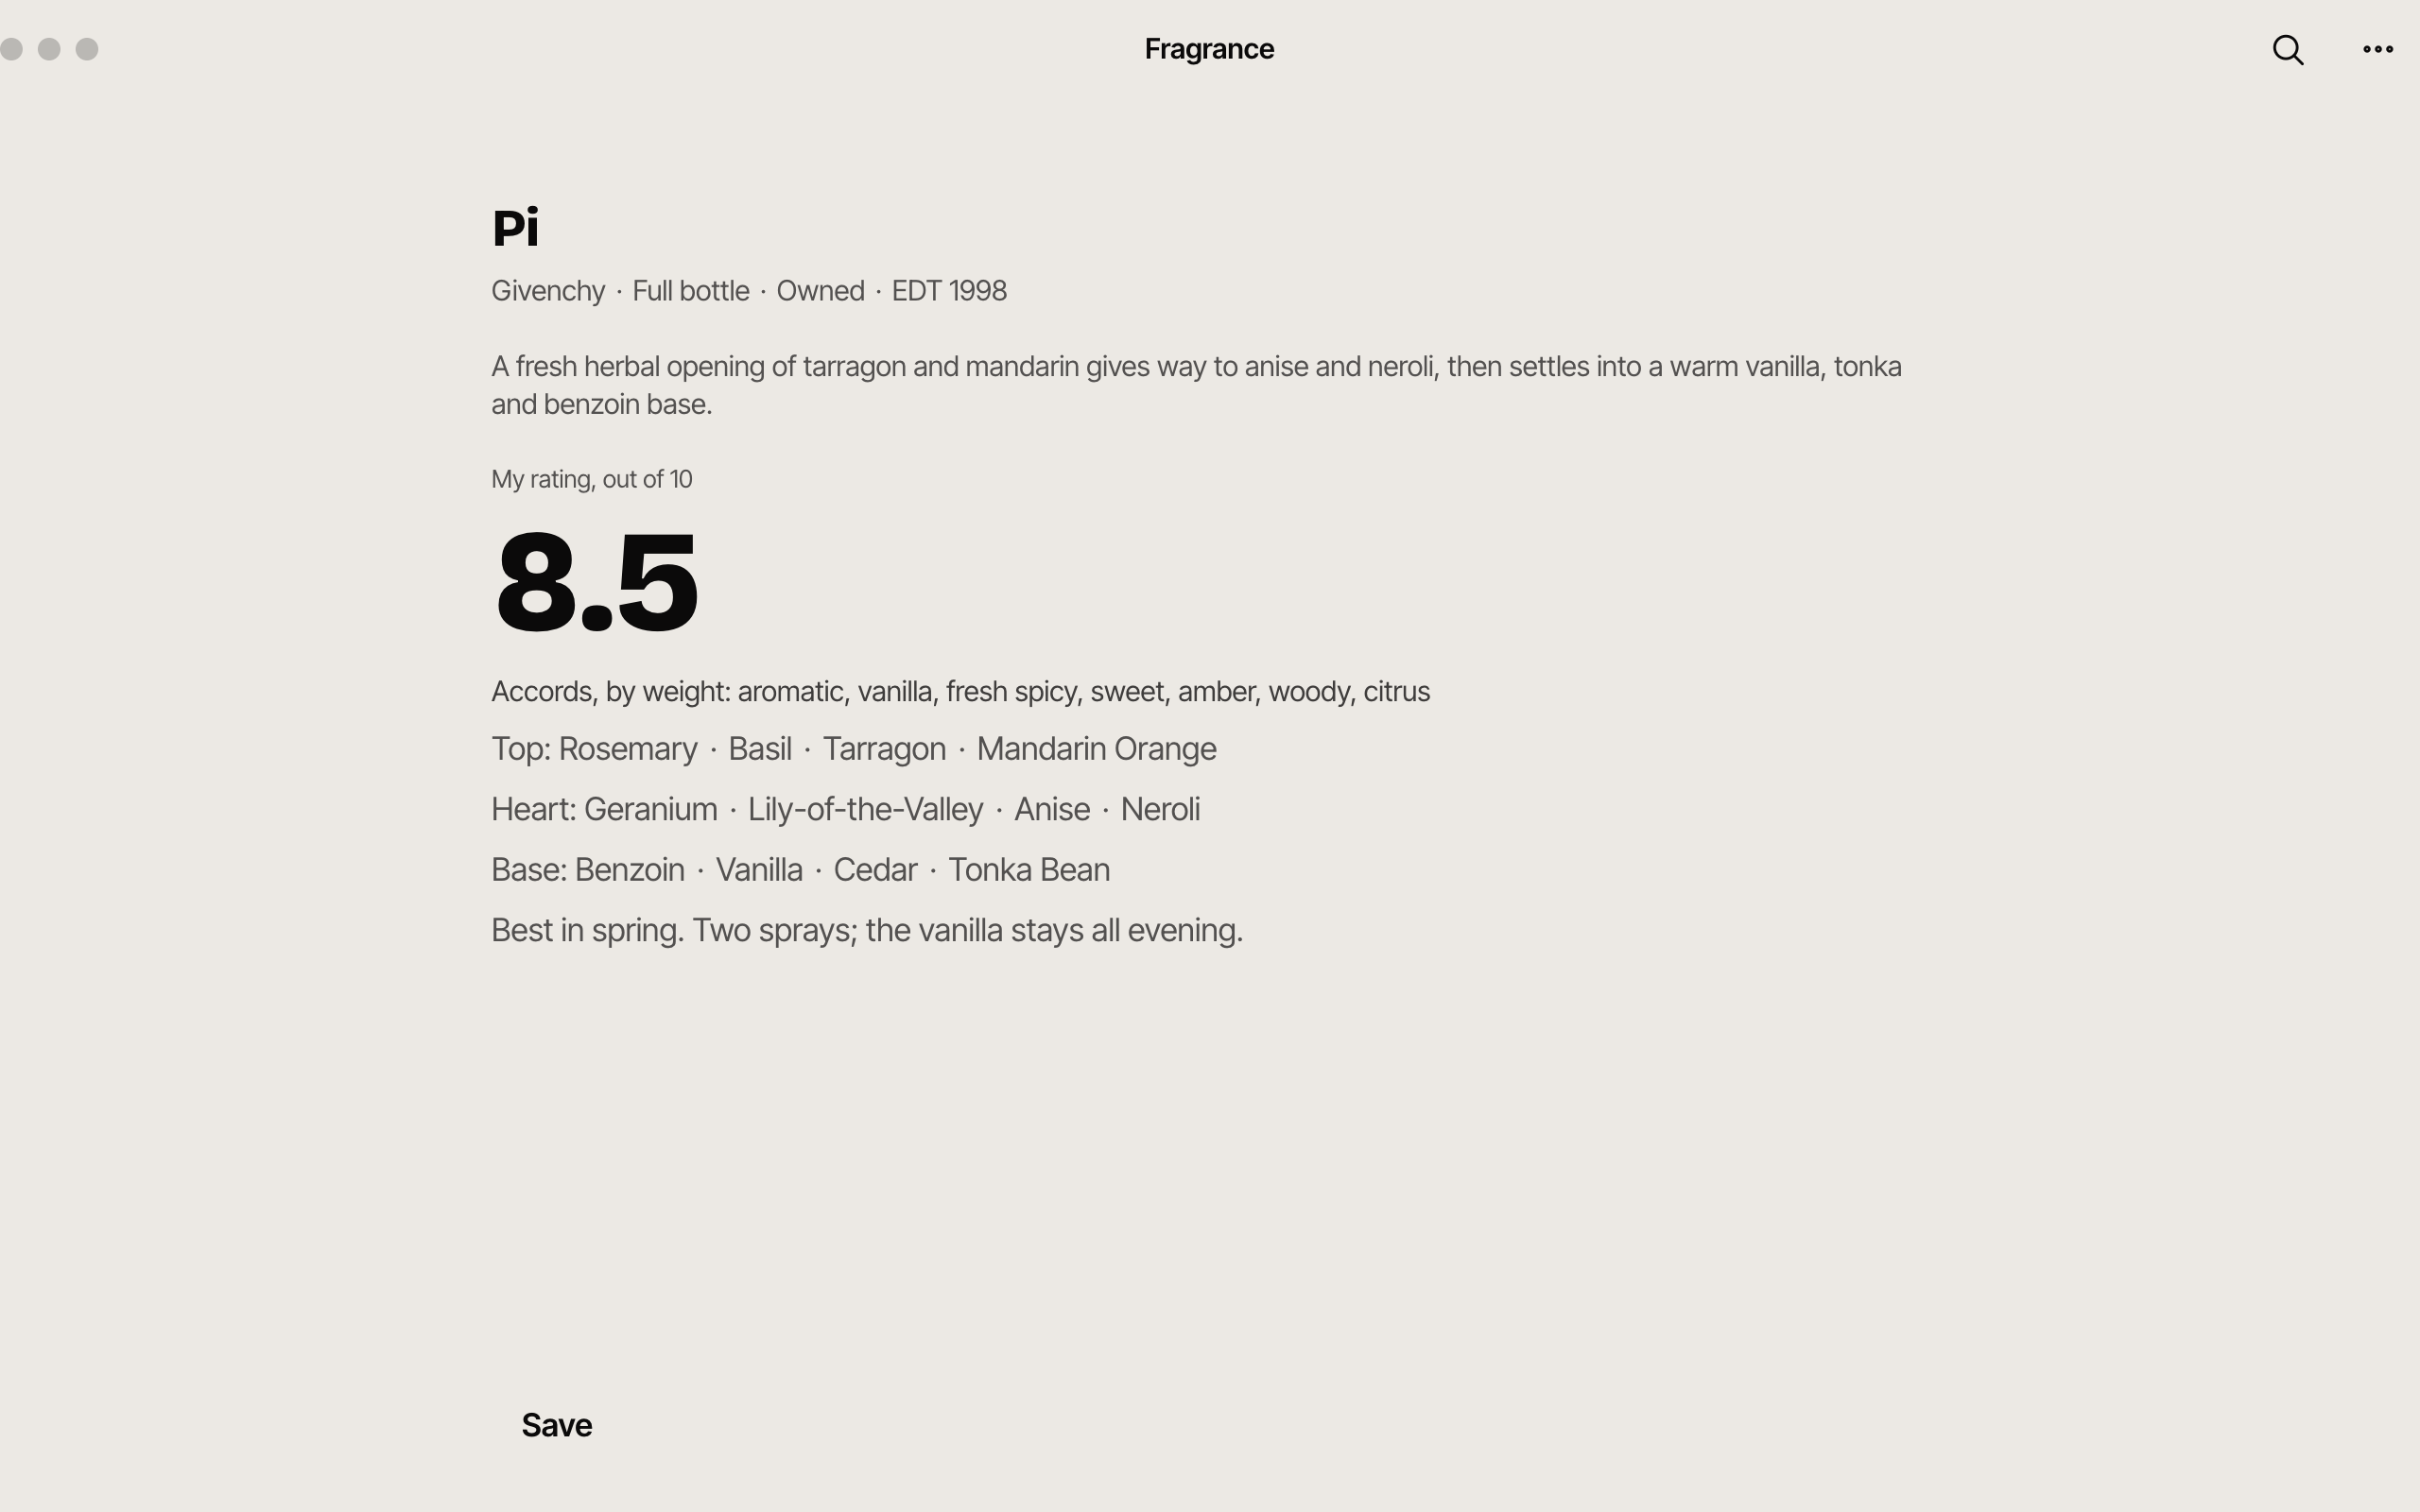 Fragrance
Pi
Givenchy · Full bottle · Owned · EDT 1998
A fresh herbal opening of tarragon and mandarin gives way to anise and neroli, then settles into a warm vanilla, tonka
and benzoin base.
My rating, out of 10
8.5
Accords, by weight: aromatic, vanilla, fresh spicy, sweet, amber, woody, citrus
Top: Rosemary · Basil · Tarragon · Mandarin Orange
Heart: Geranium · Lily-of-the-Valley · Anise · Neroli
Base: Benzoin · Vanilla · Cedar · Tonka Bean
Best in spring. Two sprays; the vanilla stays all evening.
Save